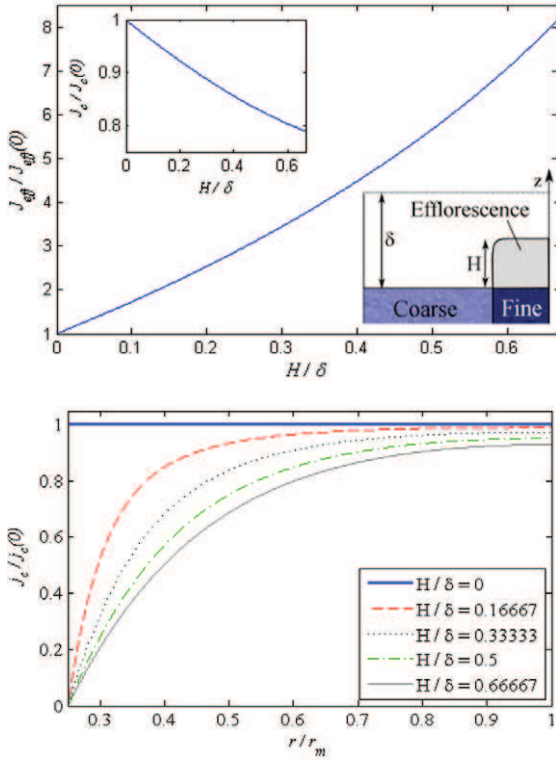 8
7
6
5
4
3
2
1
J_eff / J_eff(0)
1
0.9
0.8
J_c / J_c(0)
0 0.2 0.4 0.6
H / δ
z
Efflorescence
δ
H
Coarse Fine
0 0.1 0.2 0.3 0.4 0.5 0.6
H / δ
1
0.8
0.6
0.4
0.2
0
j_c / j_c(0)
H / δ = 0
H / δ = 0.16667
H / δ = 0.33333
H / δ = 0.5
H / δ = 0.66667
0.3 0.4 0.5 0.6 0.7 0.8 0.9 1
r / r_m